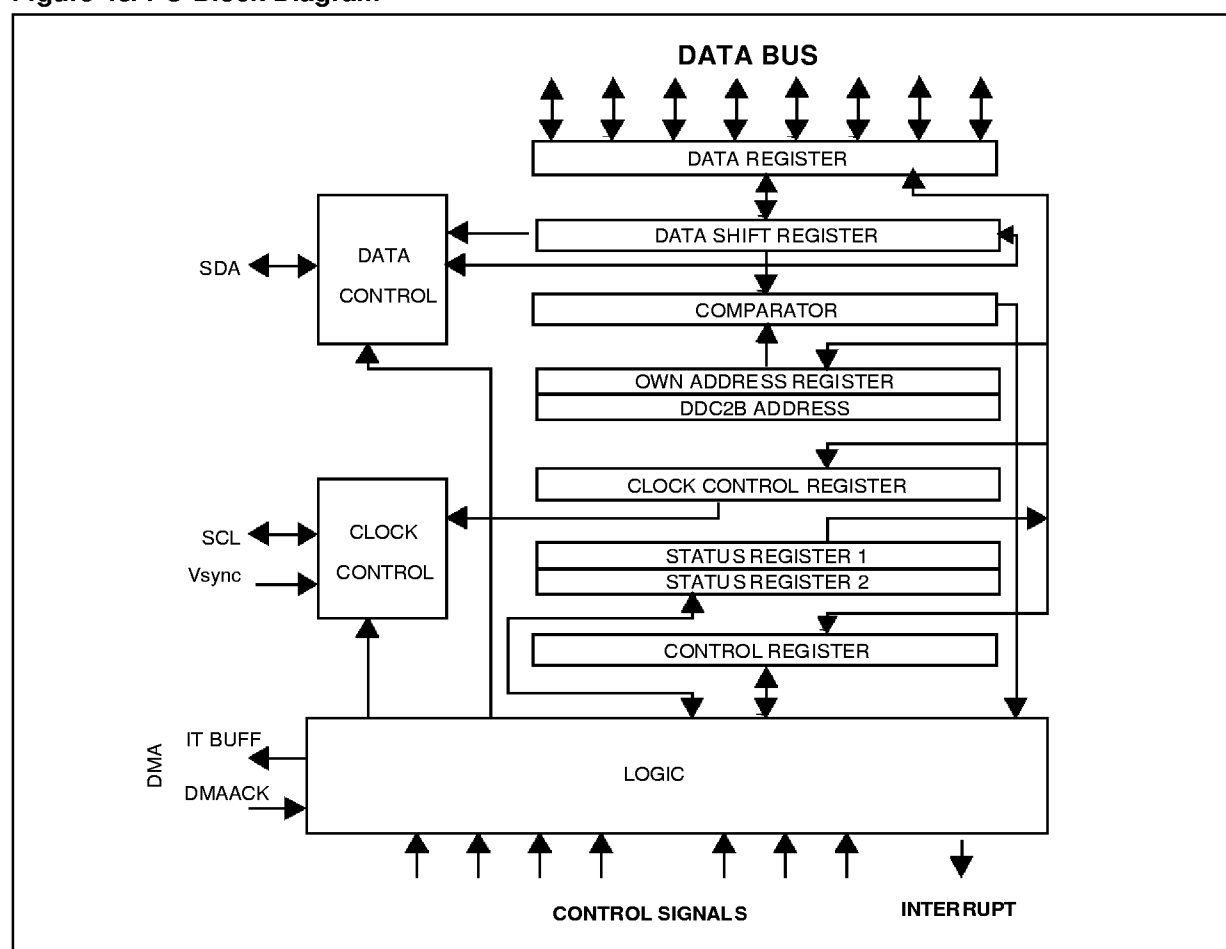 DATA BUS
DATA REGISTER
DATA SHIFT REGISTER
DATA
CONTROL
SDA
COMPARATOR
OWN ADDRESS REGISTER
DDC2B ADDRESS
CLOCK CONTROL REGISTER
CLOCK
CONTROL
SCL
Vsync
STATUS REGISTER 1
STATUS REGISTER 2
CONTROL REGISTER
DMA
IT BUFF
DMAACK
LOGIC
CONTROL SIGNALS
INTERRUPT